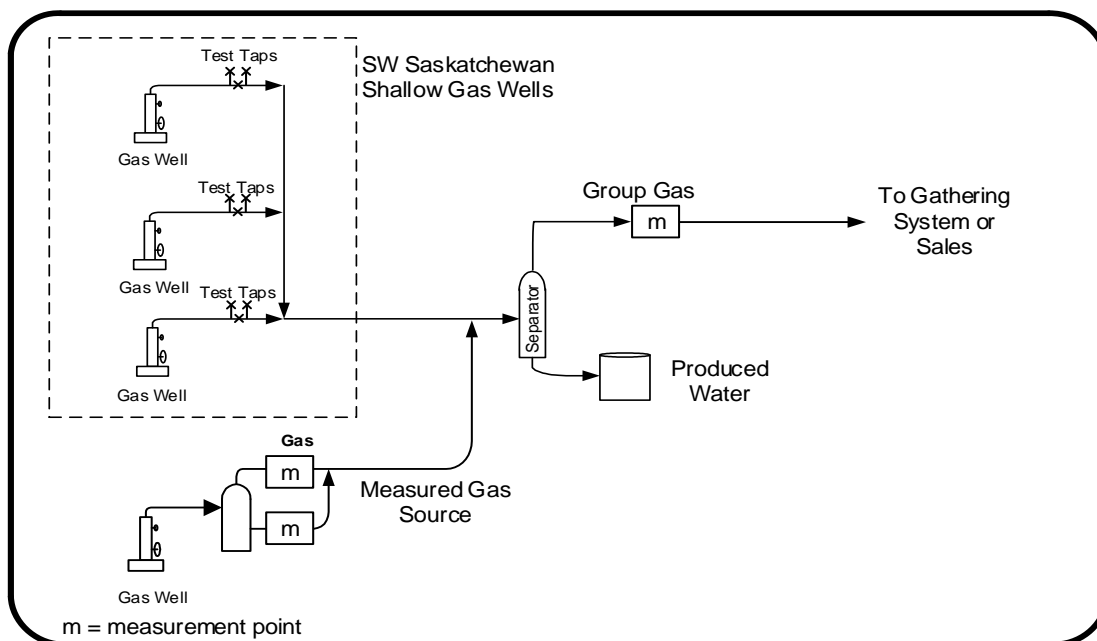 Test Taps
SW Saskatchewan
Shallow Gas Wells
Gas Well
Test Taps
Group Gas
m
To Gathering
System or
Sales
Gas Well
Test Taps
Separator
Gas Well
Produced
Water
Gas
m
Measured Gas
Source
m
Gas Well
m = measurement point